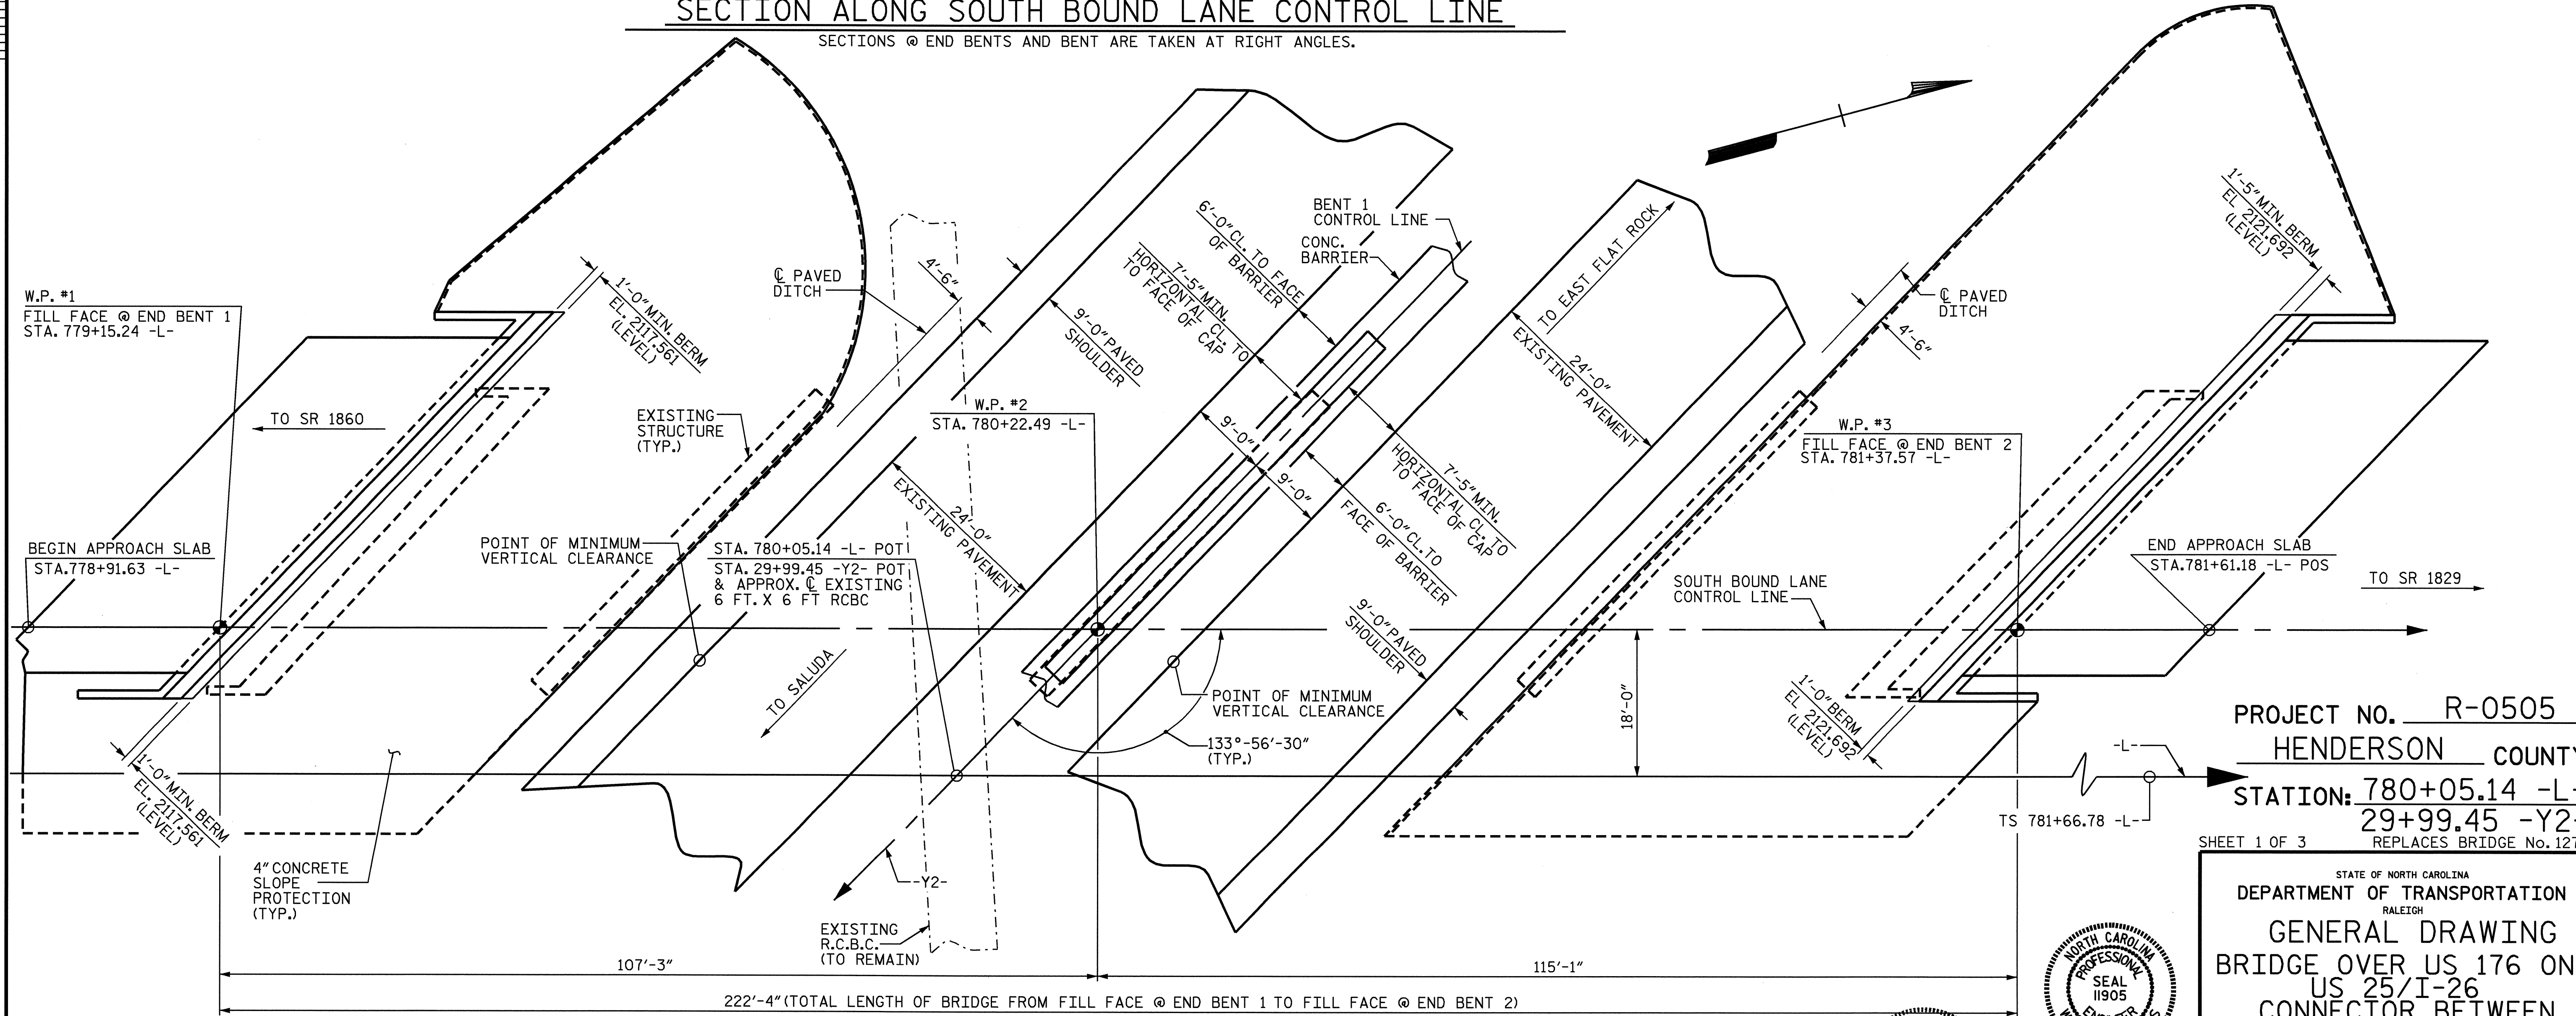 SECTION ALONG SOUTH BOUND LANE CONTROL LINE
SECTIONS @ END BENTS AND BENT ARE TAKEN AT RIGHT ANGLES.
W.P. #1
FILL FACE @ END BENT 1
STA. 779+15.24 -L-
TO SR 1860
BEGIN APPROACH SLAB
STA.778+91.63 -L-
1'-0" MIN. BERM
EL. 2117.561
(LEVEL)
EXISTING
STRUCTURE
(TYP.)
℄ PAVED
DITCH
4'-6"
9'-0" PAVED
SHOULDER
POINT OF MINIMUM
VERTICAL CLEARANCE
STA. 780+05.14 -L- POT
STA. 29+99.45 -Y2- POT
& APPROX. ℄ EXISTING
6 FT. X 6 FT RCBC
W.P. #2
STA. 780+22.49 -L-
24'-0"
EXISTING PAVEMENT
TO SALUDA
6'-0" CL. TO FACE
OF BARRIER
7'-5" MIN.
HORIZONTAL CL. TO
TO FACE OF CAP
BENT 1
CONTROL LINE
CONC.
BARRIER
9'-0"
9'-0"
7'-5" MIN.
HORIZONTAL CL. TO
TO FACE OF CAP
6'-0" CL. TO
FACE OF BARRIER
TO EAST FLAT ROCK
24'-0"
EXISTING PAVEMENT
9'-0" PAVED
SHOULDER
POINT OF MINIMUM
VERTICAL CLEARANCE
133°-56'-30"
(TYP.)
SOUTH BOUND LANE
CONTROL LINE
18'-0"
℄ PAVED
DITCH
4'-6"
W.P. #3
FILL FACE @ END BENT 2
STA. 781+37.57 -L-
1'-5" MIN. BERM
EL 2121.692
(LEVEL)
END APPROACH SLAB
STA.781+61.18 -L- POS
TO SR 1829
1'-0" BERM
EL 2121.692
(LEVEL)
-L-
TS 781+66.78 -L-
1'-0" MIN. BERM
EL. 2117.561
(LEVEL)
4" CONCRETE
SLOPE
PROTECTION
(TYP.)
-Y2-
EXISTING
R.C.B.C.
(TO REMAIN)
107'-3"
115'-1"
222'-4" (TOTAL LENGTH OF BRIDGE FROM FILL FACE @ END BENT 1 TO FILL FACE @ END BENT 2)
PROJECT NO. R-0505
HENDERSON COUNTY
STATION: 780+05.14 -L-
29+99.45 -Y2-
SHEET 1 OF 3 REPLACES BRIDGE No. 127
STATE OF NORTH CAROLINA
DEPARTMENT OF TRANSPORTATION
RALEIGH
GENERAL DRAWING
BRIDGE OVER US 176 ON
US 25/I-26
CONNECTOR BETWEEN
NORTH CAROLINA
PROFESSIONAL
SEAL
11905